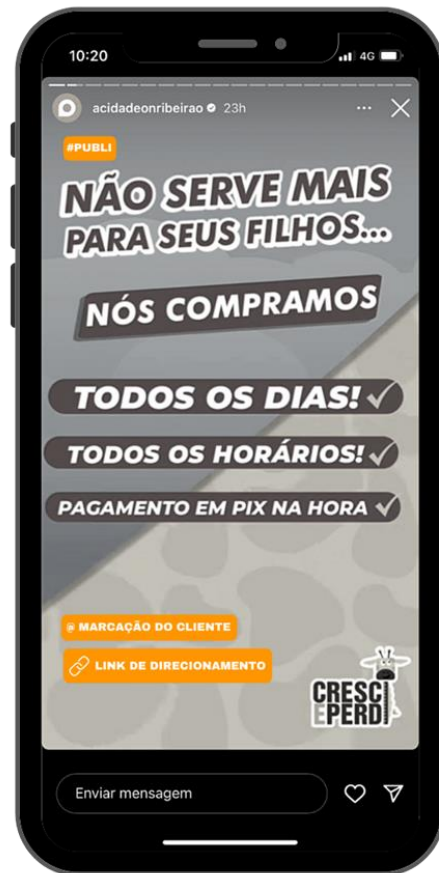 10:20
4G
acidadeonribeirao 23h
#PUBLI
NÃO SERVE MAIS
PARA SEUS FILHOS...
NÓS COMPRAMOS
TODOS OS DIAS!
TODOS OS HORÁRIOS!
PAGAMENTO EM PIX NA HORA
@ MARCAÇÃO DO CLIENTE
LINK DE DIRECIONAMENTO
CRESCI
E PERDI
Enviar mensagem